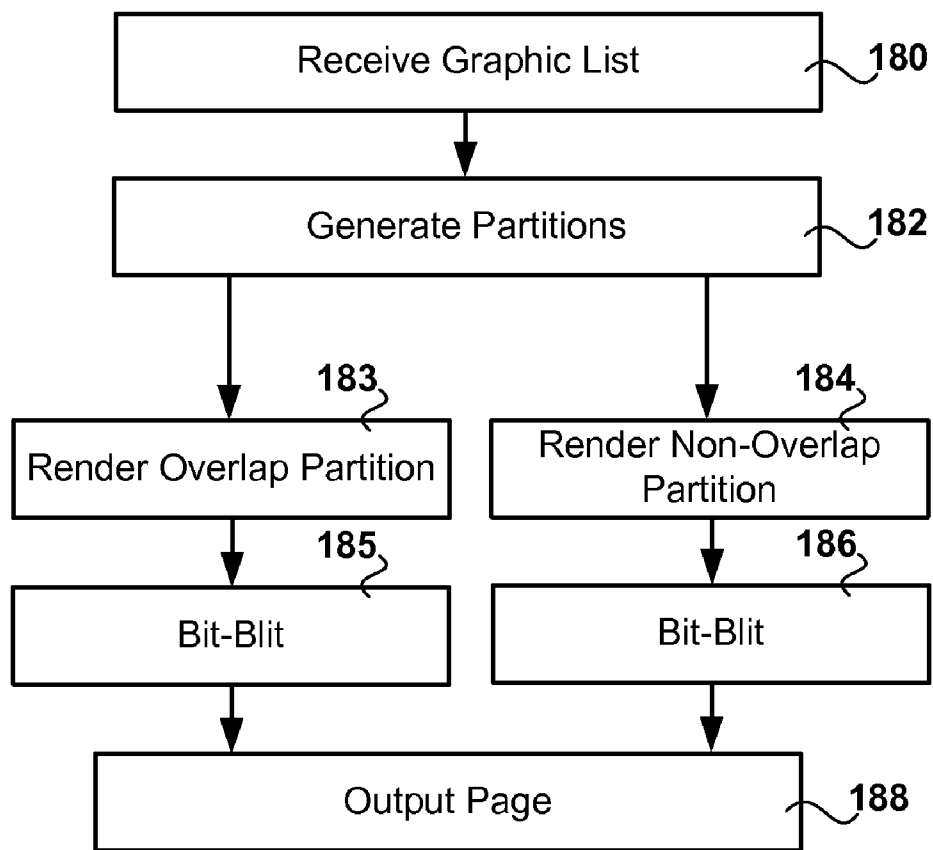 Receive Graphic List
180
Generate Partitions
182
183
184
Render Overlap Partition
Render Non-Overlap
Partition
185
186
Bit-Blit
Bit-Blit
Output Page
188